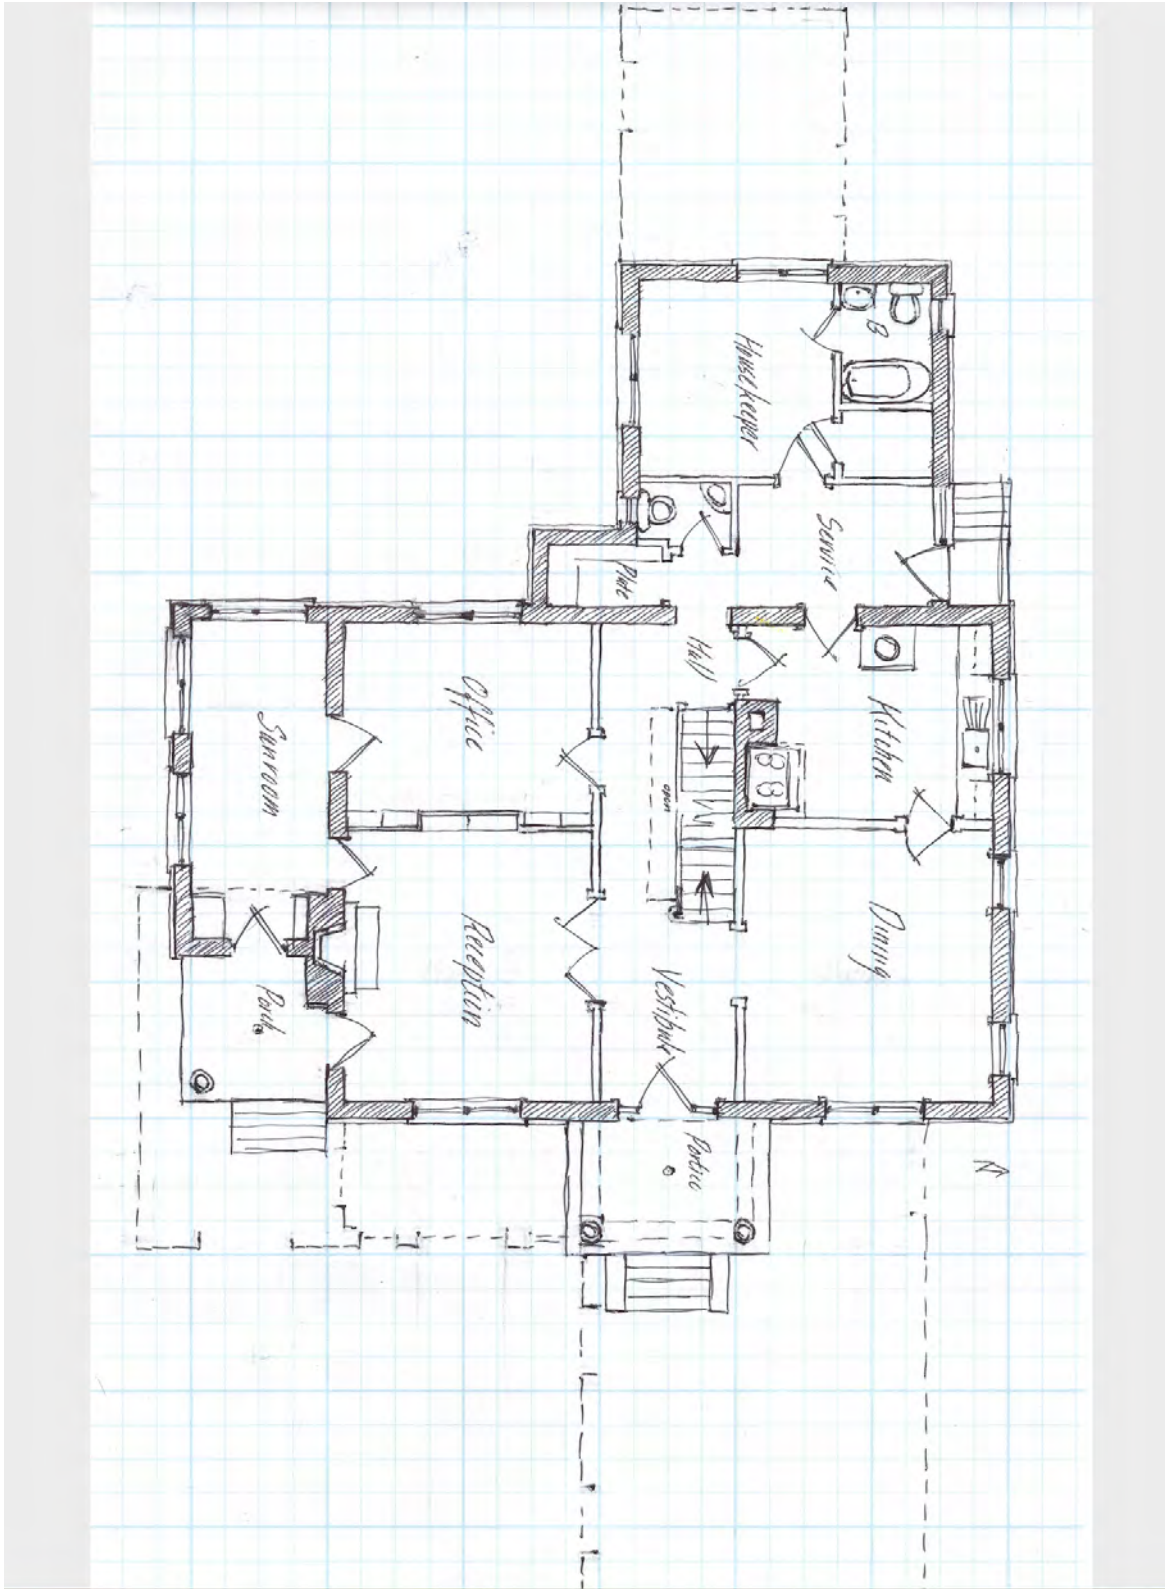 N
B
Kitchen
Dining
Service
Housekeeper
Hall
Portico
open
Vestibule
Plate
Office
Reception
Sunroom
Porch